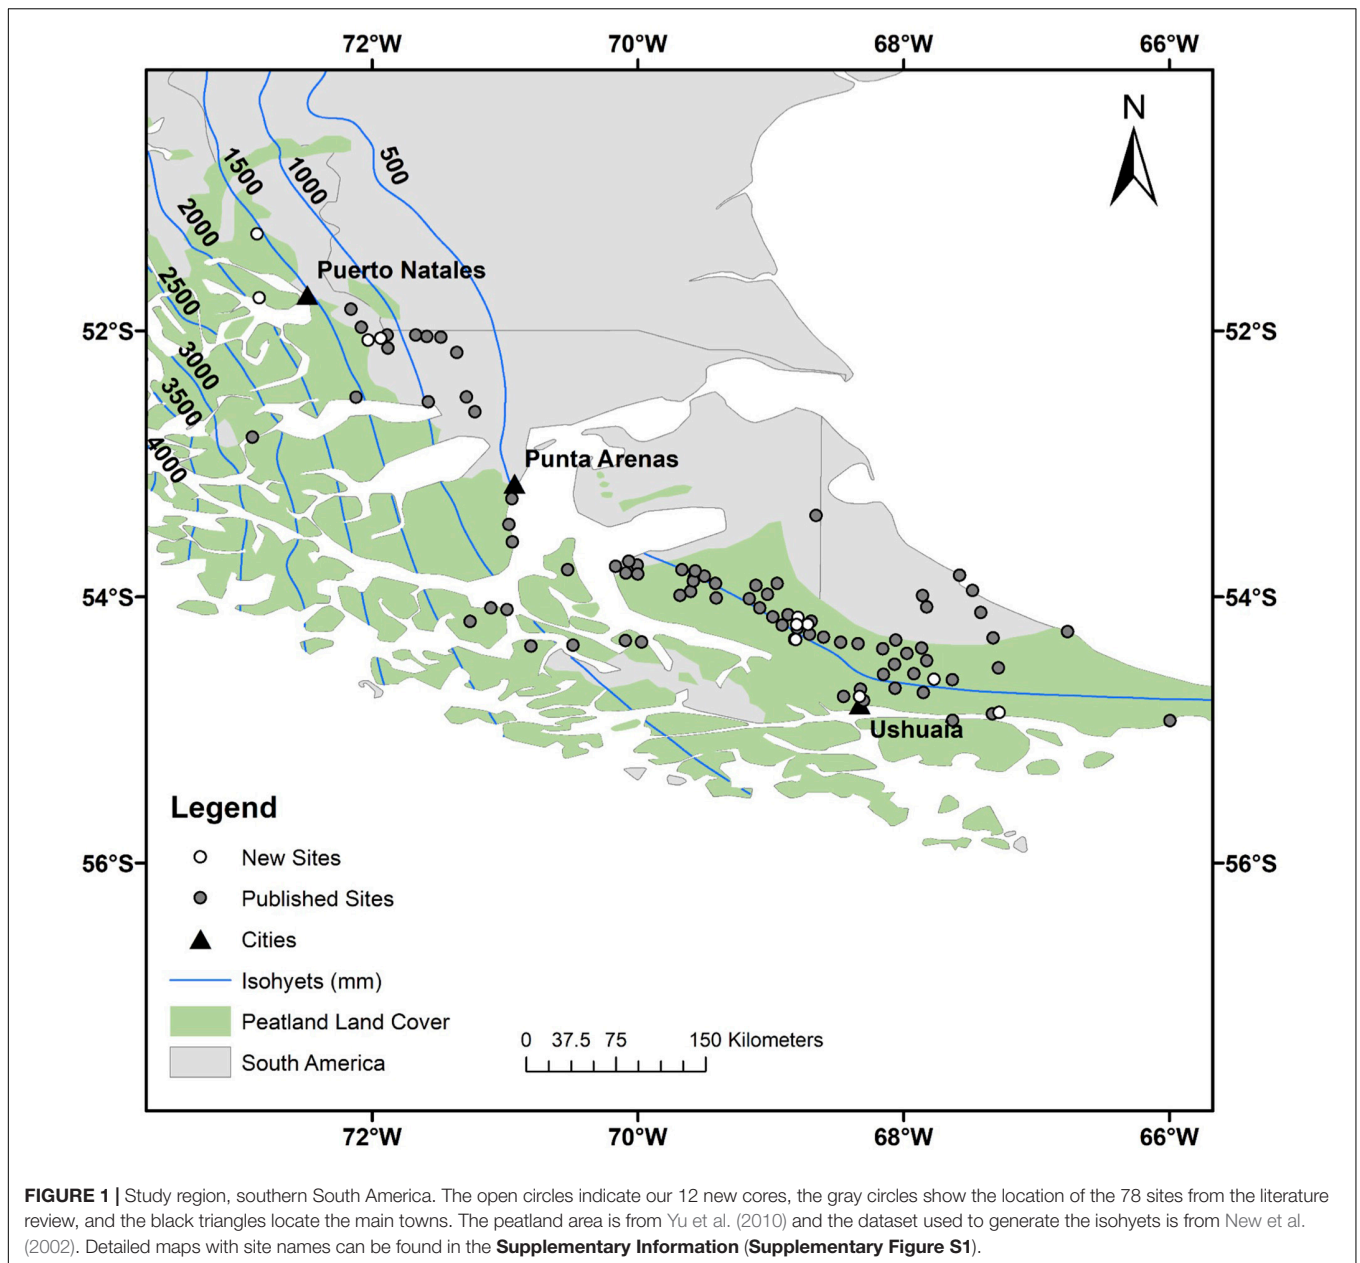 72°W 70°W 68°W 66°W
N
500
1000
1500
2000
2500
3000
3500
4000
Puerto Natales
52°S 52°S
Punta Arenas
54°S 54°S
Ushuaia
56°S 56°S
Legend
New Sites
Published Sites
Cities
Isohyets (mm)
Peatland Land Cover
South America
0 37.5 75 150 Kilometers
72°W 70°W 68°W 66°W
FIGURE 1 | Study region, southern South America. The open circles indicate our 12 new cores, the gray circles show the location of the 78 sites from the literature
review, and the black triangles locate the main towns. The peatland area is from Yu et al. (2010) and the dataset used to generate the isohyets is from New et al.
(2002). Detailed maps with site names can be found in the Supplementary Information (Supplementary Figure S1).